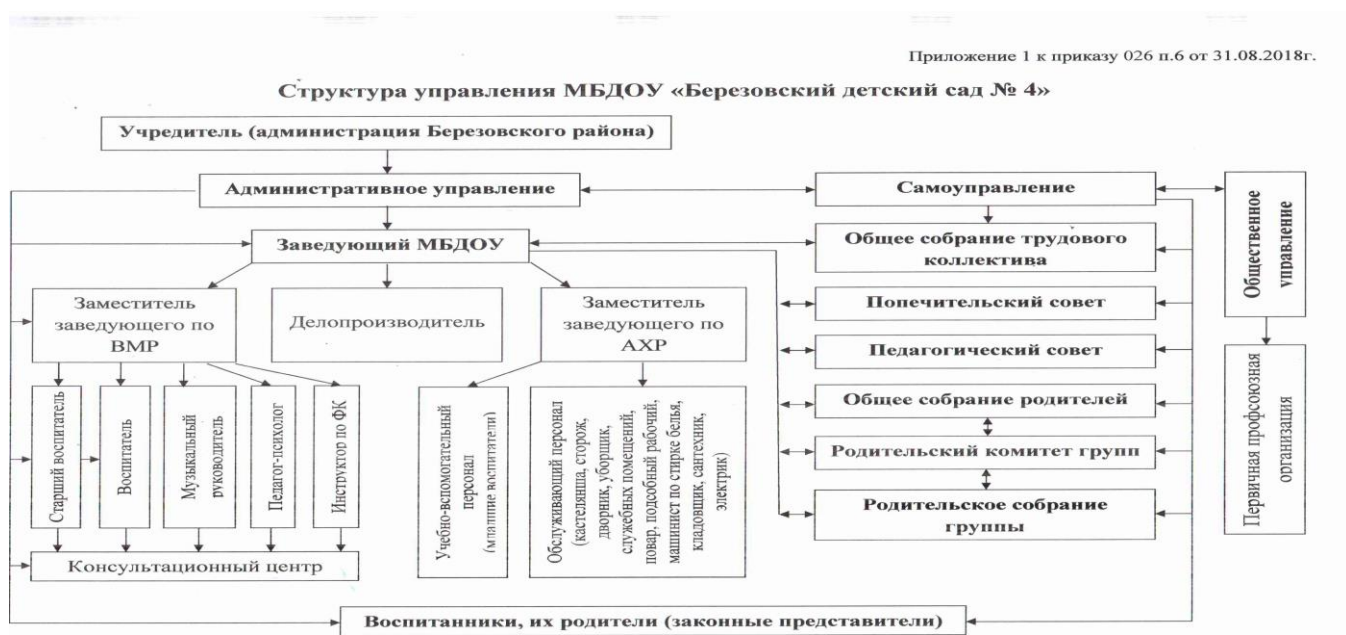 Приложение 1 к приказу 026 п.6 от 31.08.2018г.
Структура управления МБДОУ «Березовский детский сад № 4»
Учредитель (администрация Березовского района)
Административное управление
Самоуправление
Общественное
управление
Заведующий МБДОУ
Общее собрание трудового
коллектива
Заместитель
заведующего по
ВМР
Делопроизводитель
Заместитель
заведующего по
АХР
Попечительский совет
Педагогический совет
Общее собрание родителей
Родительский комитет групп
Родительское собрание
группы
Первичная профсоюзная
организация
Старший воспитатель
Воспитатель
Музыкальный
руководитель
Педагог-психолог
Инструктор по ФК
Учебно-вспомогательный
персонал
(младшие воспитатели)
Обслуживающий персонал
(кастелянша, сторож,
дворник, уборщик,
служебных помещений,
повар, подсобный рабочий,
машинист по стирке белья,
кладовщик, сантехник,
электрик)
Консультационный центр
Воспитанники, их родители (законные представители)